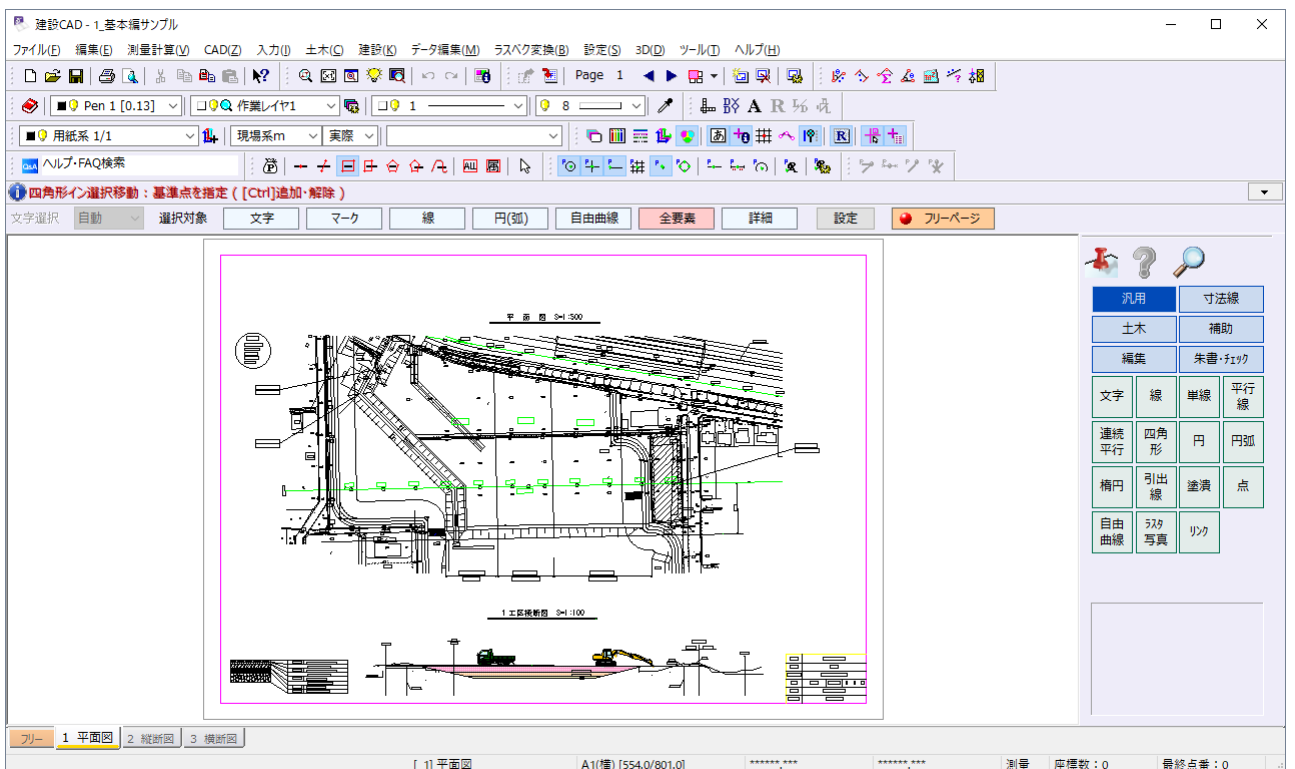 建設CAD - 1_基本編サンプル
ファイル(F) 編集(E) 測量計算(V) CAD(Z) 入力(I) 土木(C) 建設(K) データ編集(M) ラスベク変換(B) 設定(S) 3D(D) ツール(T) ヘルプ(H)
Page 1
Pen 1 [0.13] 作業レイヤ1 1 8
用紙系 1/1 現場系m 実際
Q&A ヘルプ・FAQ検索
四角形イン選択移動：基準点を指定 ( [Ctrl]追加・解除 )
文字選択 自動 選択対象 文字 マーク 線 円(弧) 自由曲線 全要素 詳細 設定 フリーページ
平 面 図 S=1:500
1工区横断図 S=1:100
汎用 寸法線
土木 補助
編集 朱書・ﾁｪｯｸ
文字 線 単線 平行線
連続平行 四角形 円 円弧
楕円 引出線 塗潰 点
自由曲線 ﾗｽﾀ写真 ﾘﾝｸ
フリー 1 平面図 2 縦断図 3 横断図
[ 1] 平面図 A1(横) [554.0/801.0] ******.*** ******.*** 測量 座標数：0 最終点番：0